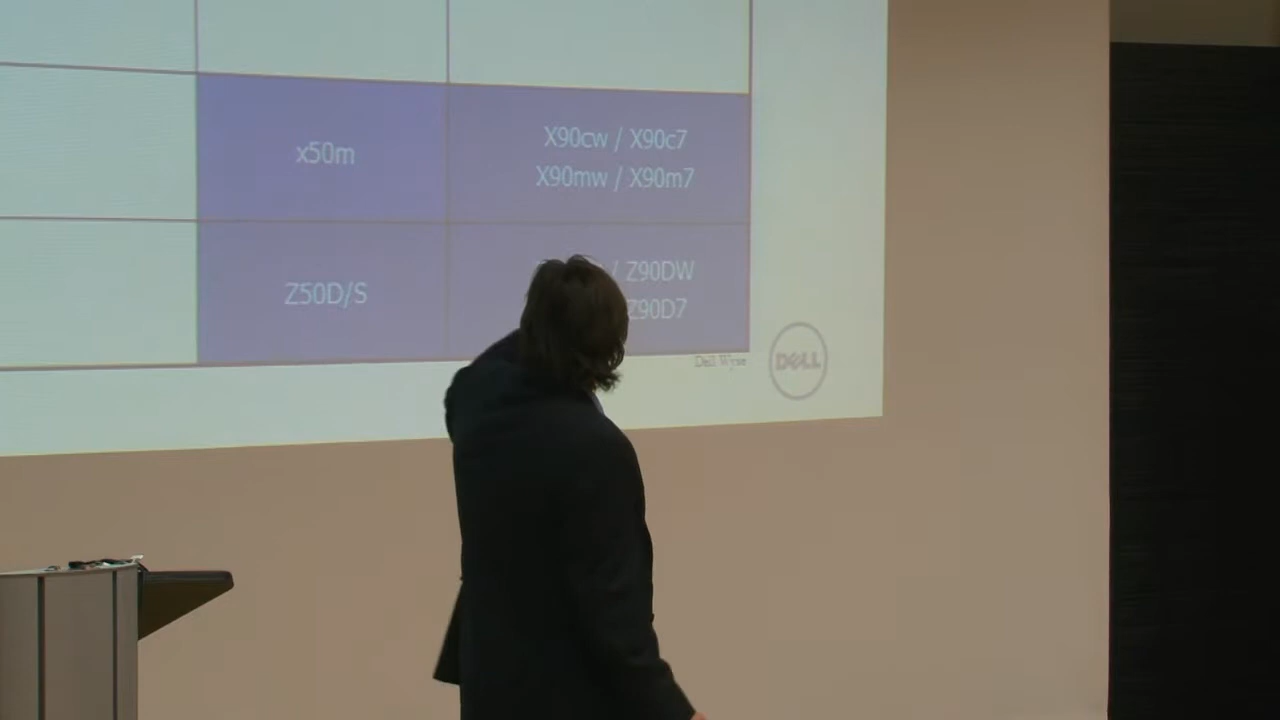 x50m
X90cw / X90c7
X90mw / X90m7
Z50D/S
/ Z90DW
Z90D7
Dell Wyse
DELL